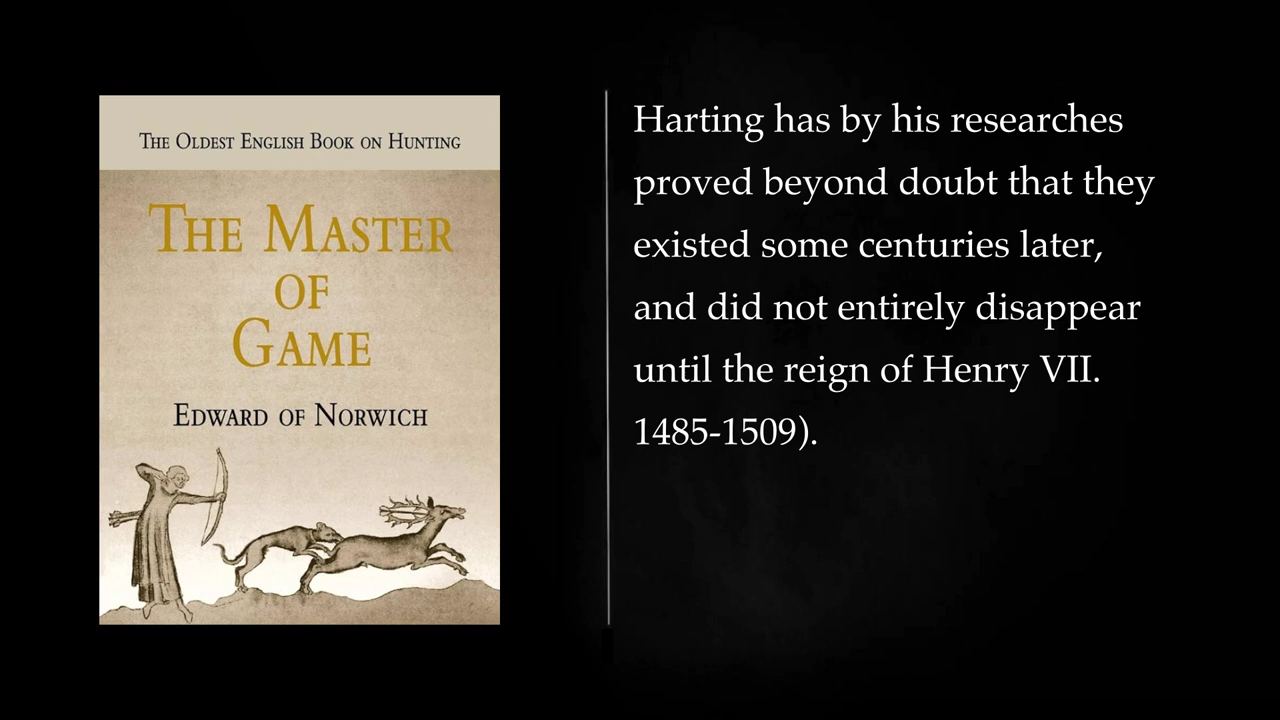 The Oldest English Book on Hunting
The Master
of
Game
Edward of Norwich
Harting has by his researches
proved beyond doubt that they
existed some centuries later,
and did not entirely disappear
until the reign of Henry VII.
1485-1509).